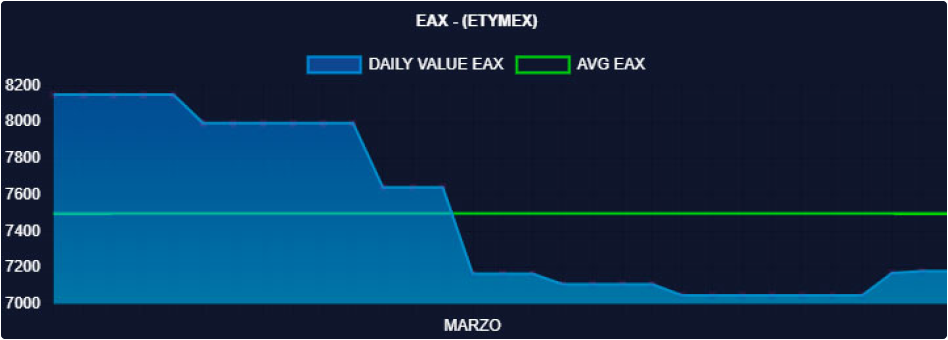 EAX - (ETYMEX)
DAILY VALUE EAX AVG EAX
8200
8000
7800
7600
7400
7200
7000
MARZO